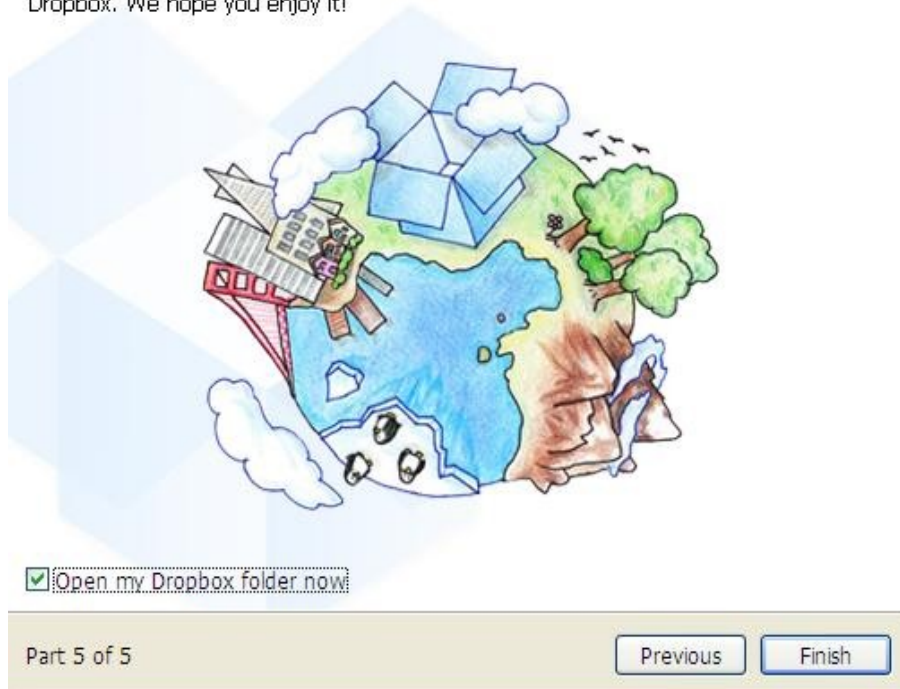 Dropbox. We hope you enjoy it!
Open my Dropbox folder now
Part 5 of 5
Previous
Finish